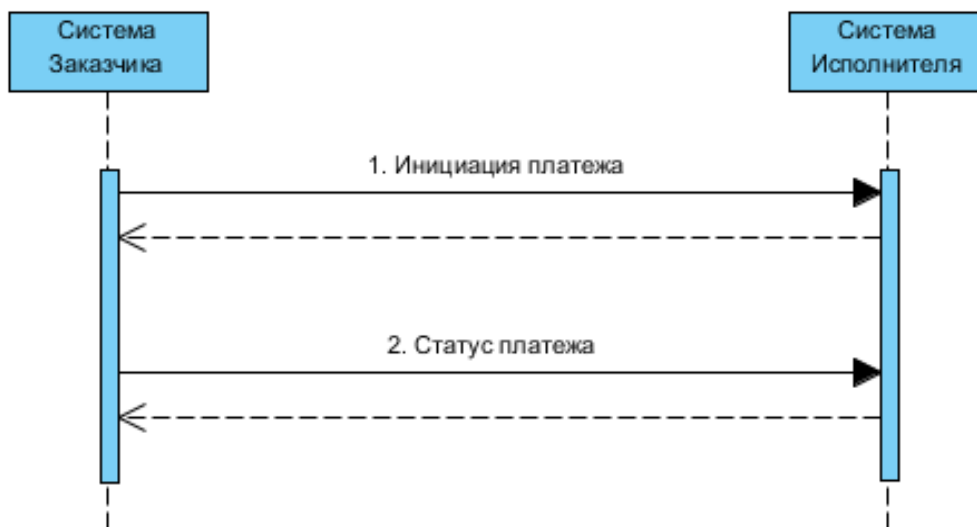 Система
Заказчика
Система
Исполнителя
1. Инициация платежа
2. Статус платежа